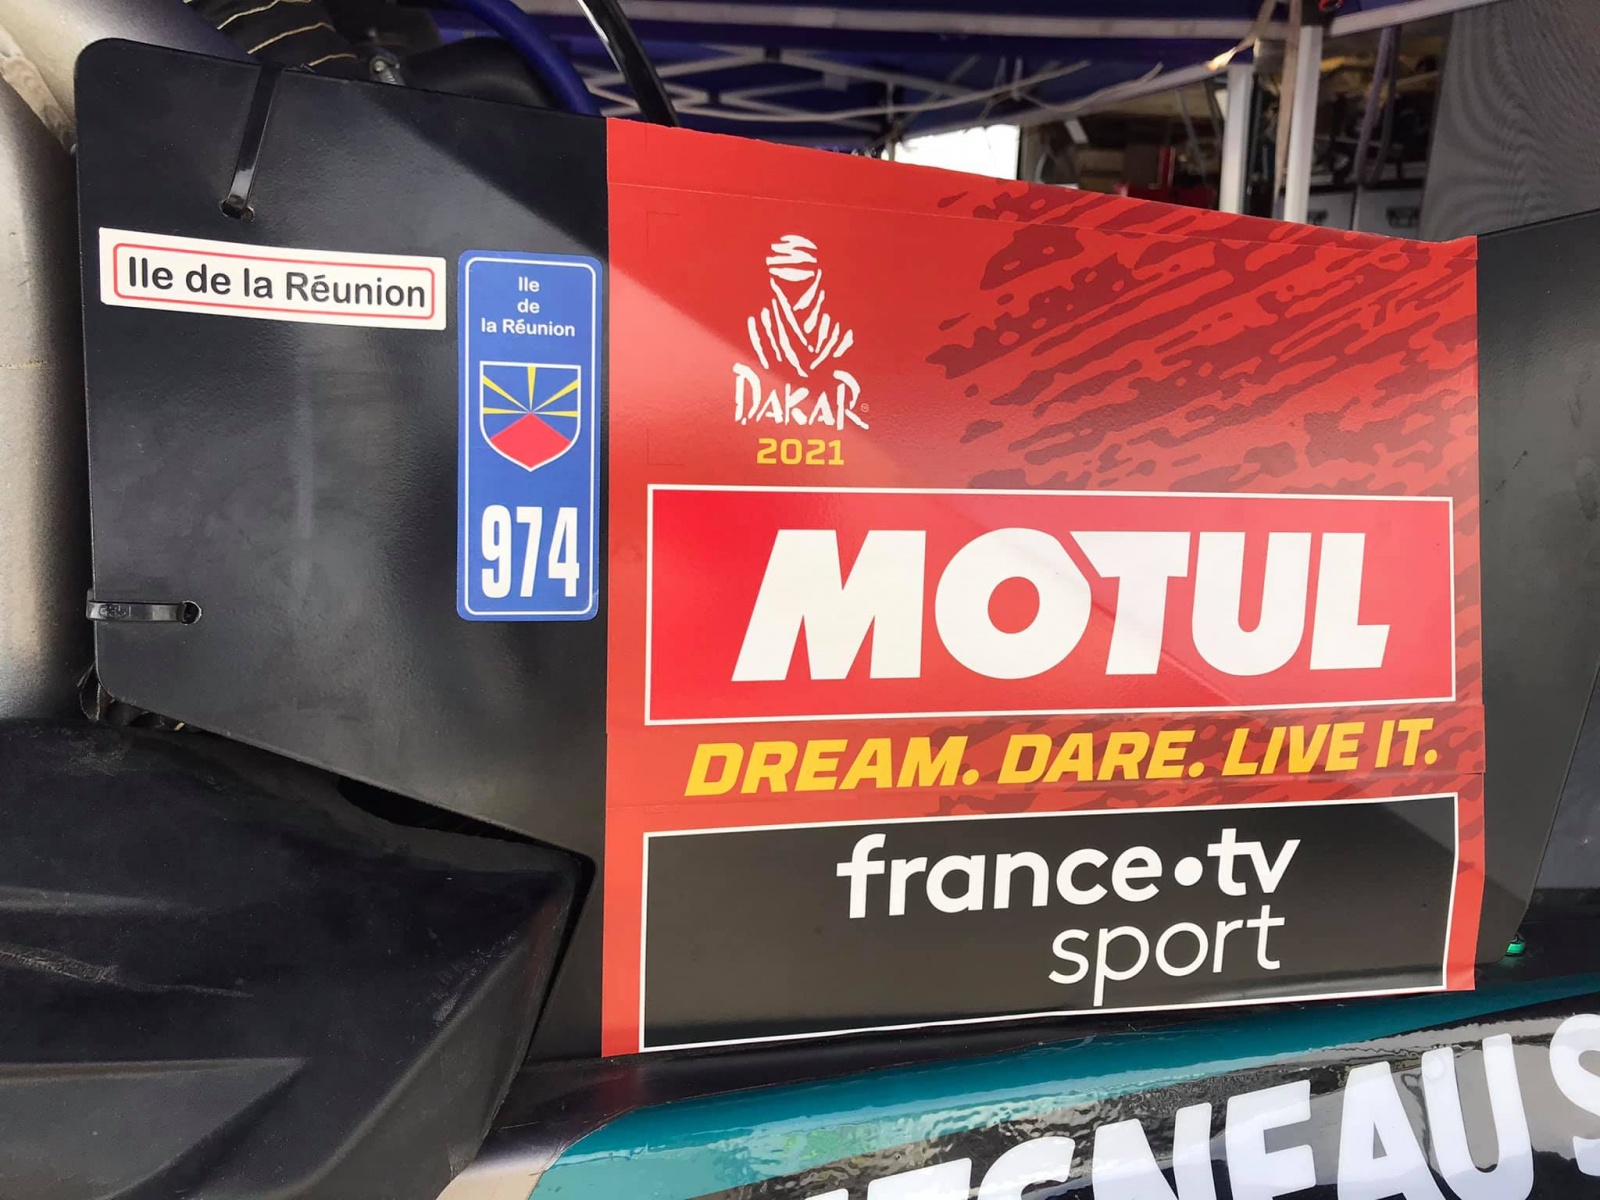 Ile de la Réunion
Ile
de
la Réunion
974
DAKAR
2021
MOTUL
DREAM. DARE. LIVE IT.
france•tv
sport